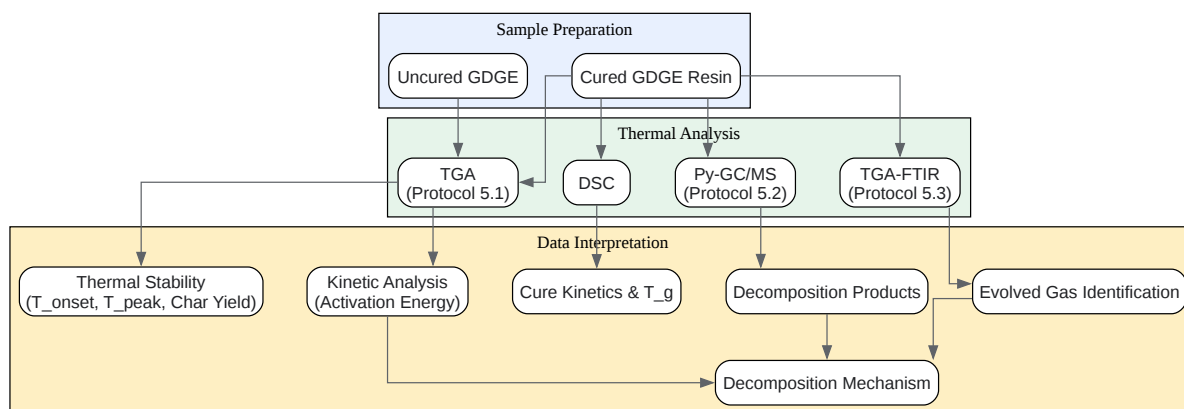 Sample Preparation
Uncured GDGE
Cured GDGE Resin
Thermal Analysis
TGA
(Protocol 5.1)
DSC
Py-GC/MS
(Protocol 5.2)
TGA-FTIR
(Protocol 5.3)
Data Interpretation
Thermal Stability
(T_onset, T_peak, Char Yield)
Kinetic Analysis
(Activation Energy)
Cure Kinetics & T_g
Decomposition Products
Evolved Gas Identification
Decomposition Mechanism